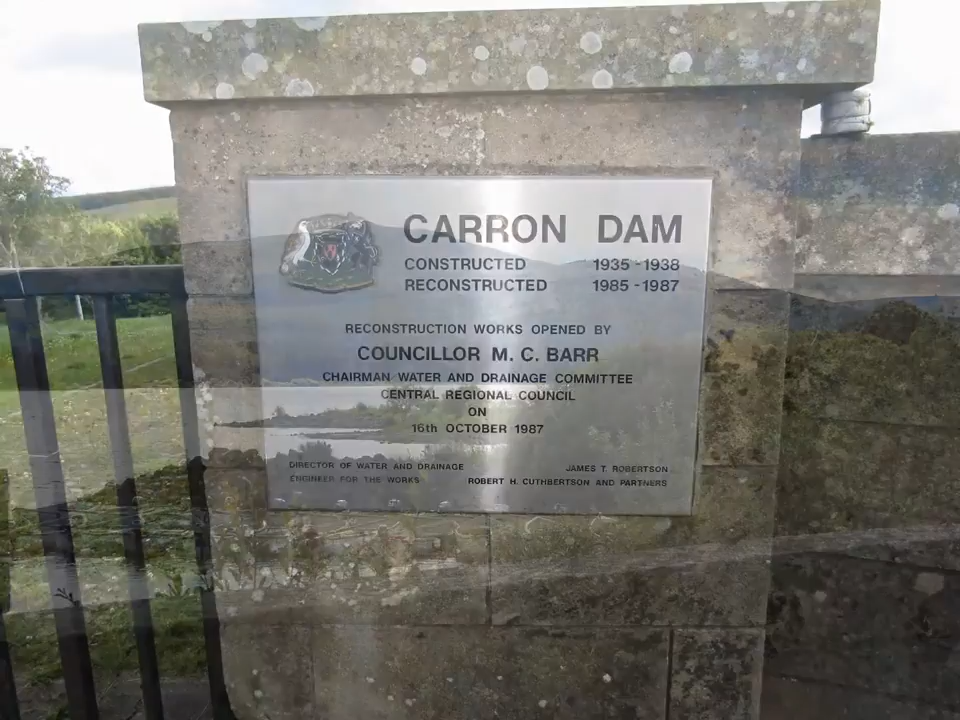 CARRON DAM
CONSTRUCTED 1935-1938
RECONSTRUCTED 1985-1987
RECONSTRUCTION WORKS OPENED BY
COUNCILLOR M. C. BARR
CHAIRMAN WATER AND DRAINAGE COMMITTEE
CENTRAL REGIONAL COUNCIL
ON
16th OCTOBER 1987
DIRECTOR OF WATER AND DRAINAGE JAMES T. ROBERTSON
ENGINEER FOR THE WORKS ROBERT H. CUTHBERTSON AND PARTNERS